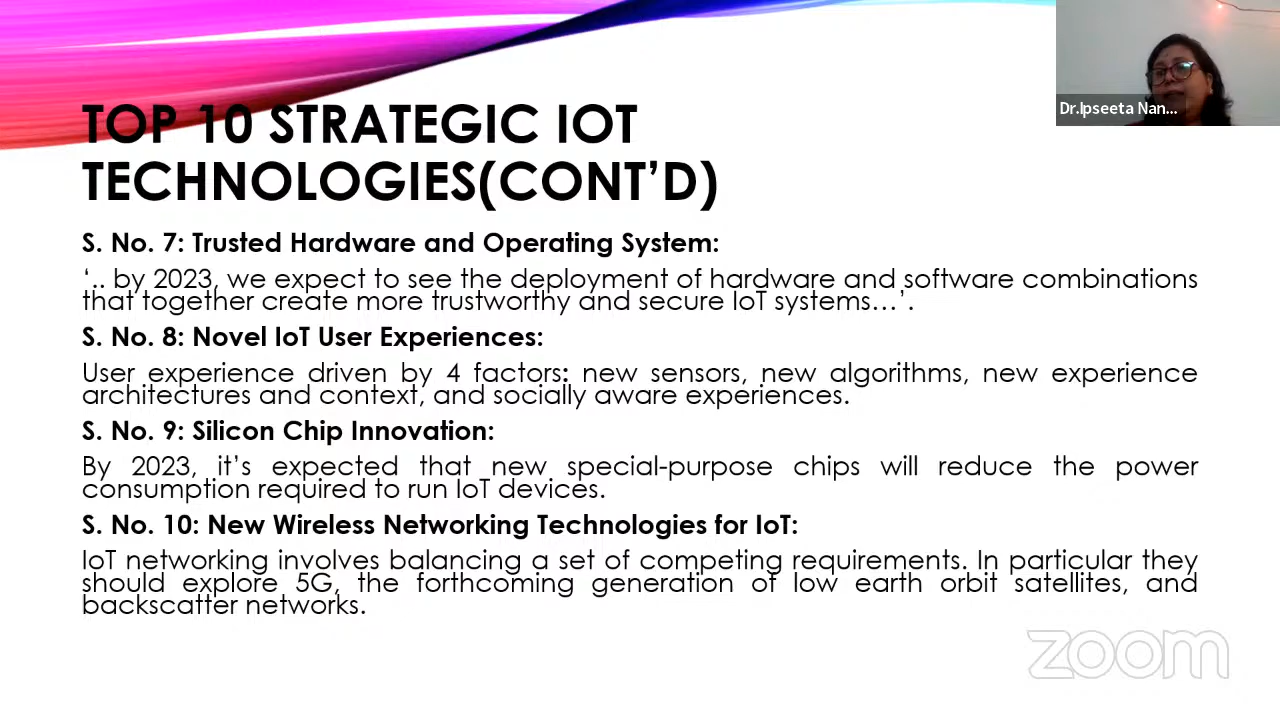 Dr.Ipseeta Nan...
TOP 10 STRATEGIC IOT
TECHNOLOGIES(CONT’D)
S. No. 7: Trusted Hardware and Operating System:
‘.. by 2023, we expect to see the deployment of hardware and software combinations
that together create more trustworthy and secure IoT systems…’.
S. No. 8: Novel IoT User Experiences:
User experience driven by 4 factors: new sensors, new algorithms, new experience
architectures and context, and socially aware experiences.
S. No. 9: Silicon Chip Innovation:
By 2023, it’s expected that new special-purpose chips will reduce the power
consumption required to run IoT devices.
S. No. 10: New Wireless Networking Technologies for IoT:
IoT networking involves balancing a set of competing requirements. In particular they
should explore 5G, the forthcoming generation of low earth orbit satellites, and
backscatter networks.
zoom